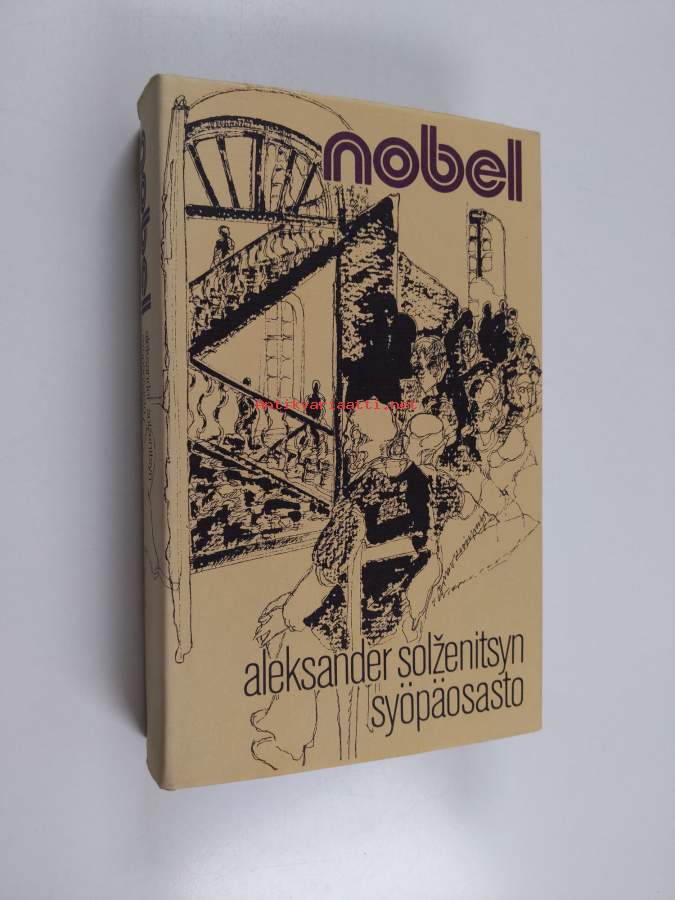 nobel
nobel
Antikvariaatti.net
aleksander solženitsyn
syöpäosasto